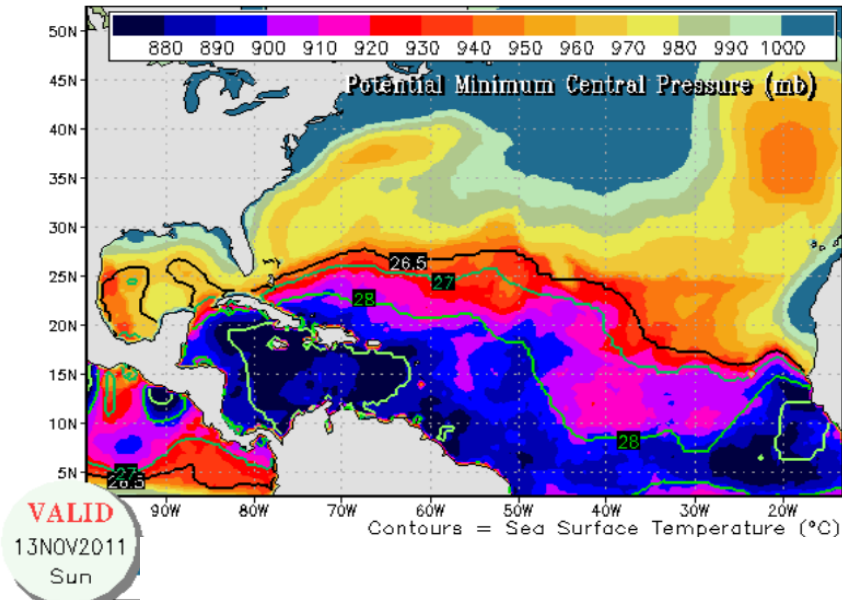 50N
880 890 900 910 920 930 940 950 960 970 980 990 1000
45N
Potential Minimum Central Pressure (mb)
40N
35N
30N
26.5
25N
27
28
20N
15N
10N
28
5N
27
26.5
90W 80W 70W 60W 50W 40W 30W 20W
Contours = Sea Surface Temperature (°C)
VALID
13NOV2011
Sun